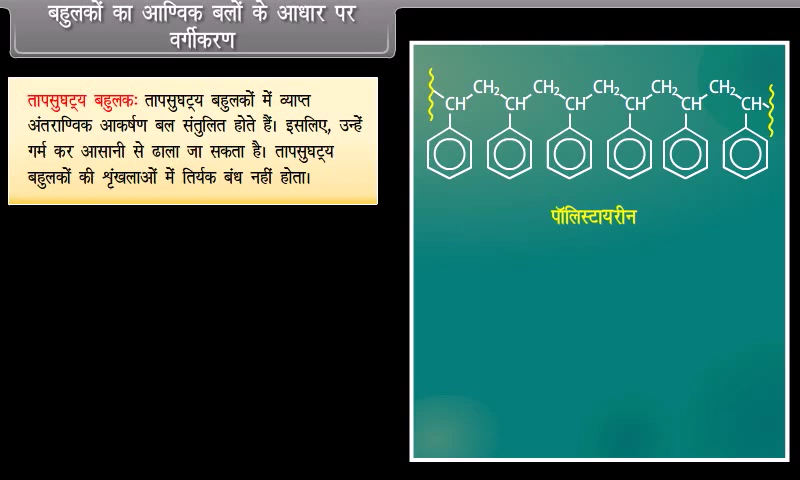 बहुलकों का आण्विक बलों के आधार पर
वर्गीकरण
तापसुघट्य बहुलकः तापसुघट्य बहुलकों में व्याप्त
अंतराण्विक आकर्षण बल संतुलित होते हैं। इसलिए, उन्हें
गर्म कर आसानी से ढाला जा सकता है। तापसुघट्य
बहुलकों की शृंखलाओं में तिर्यक बंध नहीं होता।
CH₂ CH₂ CH₂ CH₂ CH₂
CH CH CH CH CH CH
पॉलिस्टायरीन